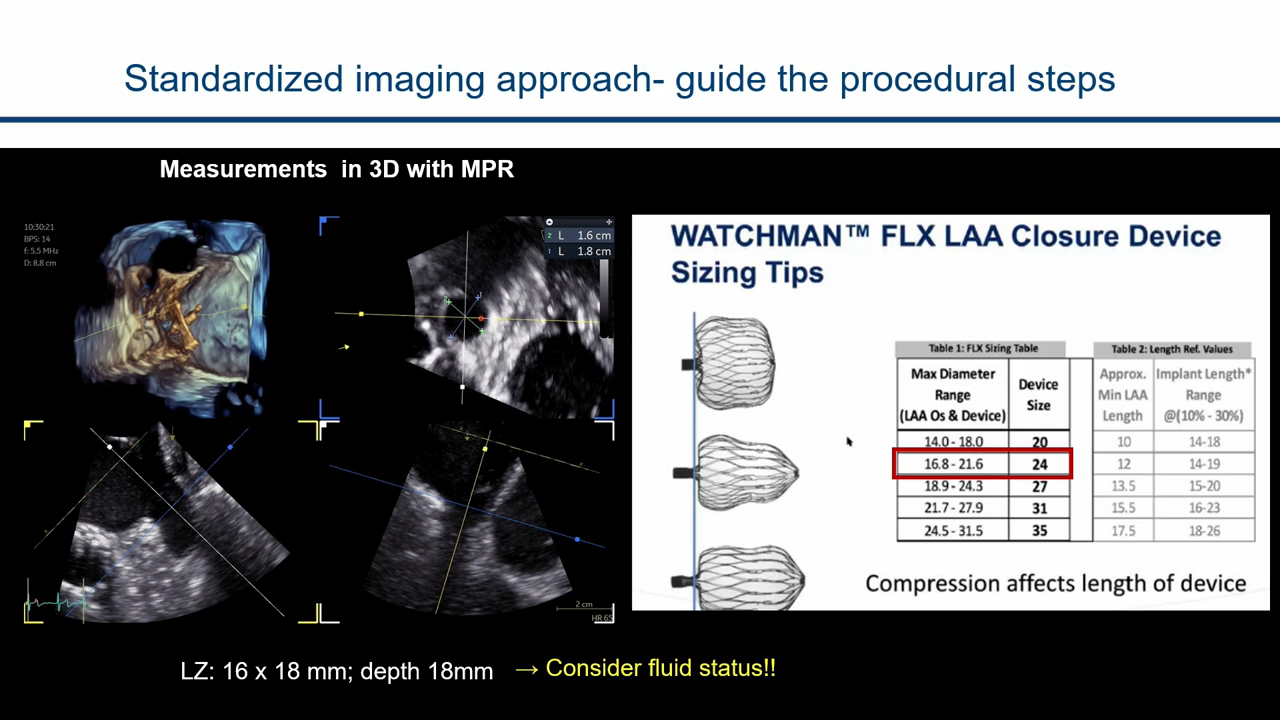 Standardized imaging approach- guide the procedural steps
Measurements in 3D with MPR
10:30:21
BPS: 14
f: 5.5 MHz
D: 8.8 cm
2 L 1.6 cm
1 L 1.8 cm
2 cm
HR 65
WATCHMAN™ FLX LAA Closure Device
Sizing Tips
Table 1: FLX Sizing Table
Max Diameter
Range
(LAA Os & Device)
Device
Size
14.0 - 18.0 20
16.8 - 21.6 24
18.9 - 24.3 27
21.7 - 27.9 31
24.5 - 31.5 35
Table 2: Length Ref. Values
Approx.
Min LAA
Length
Implant Length*
Range
@(10% - 30%)
10 14-18
12 14-19
13.5 15-20
15.5 16-23
17.5 18-26
Compression affects length of device
LZ: 16 x 18 mm; depth 18mm → Consider fluid status!!